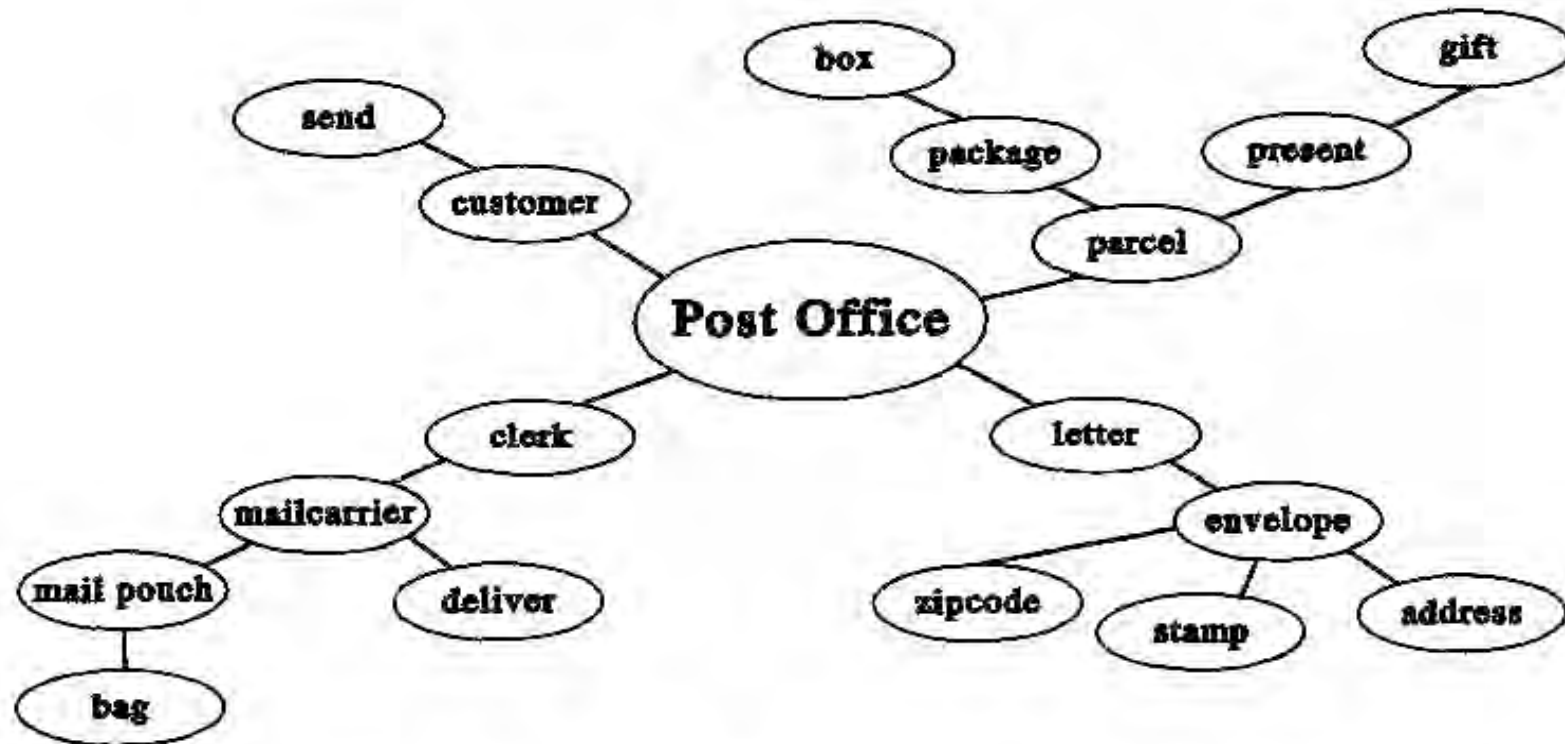 gift
box
send
package
present
customer
parcel
Post Office
clerk
letter
mailcarrier
envelope
mail pouch
deliver
zipcode
stamp
address
bag